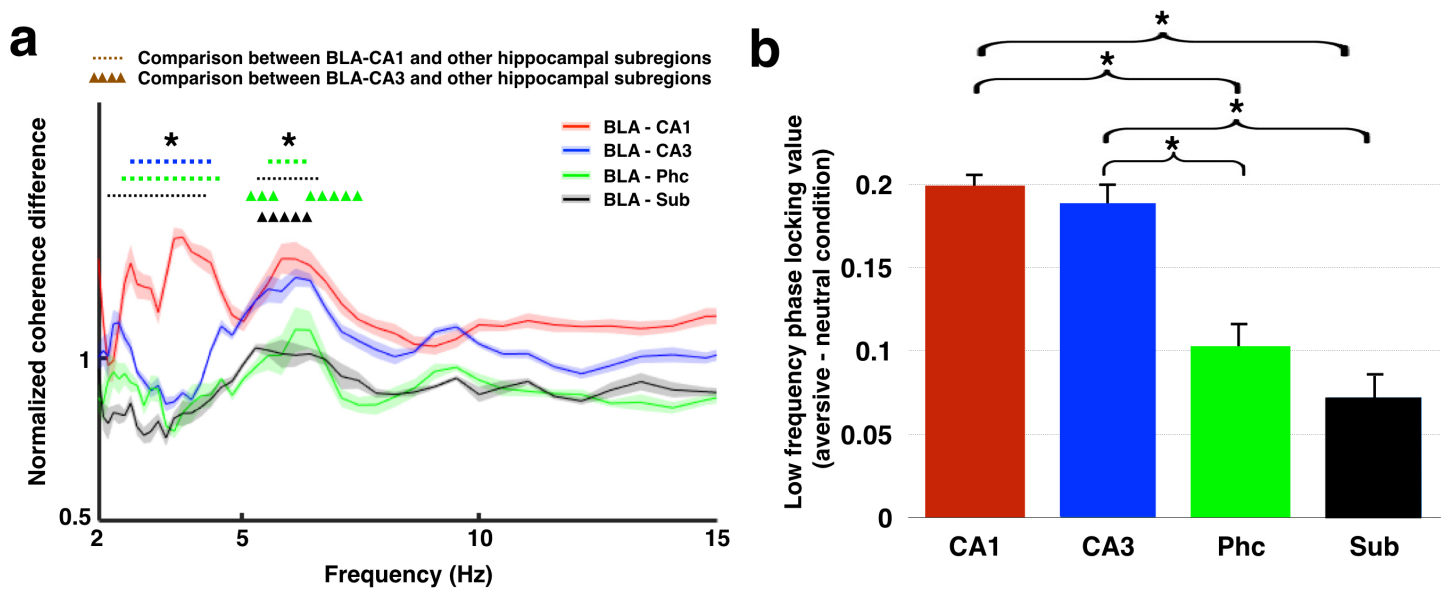 a
Comparison between BLA-CA1 and other hippocampal subregions
Comparison between BLA-CA3 and other hippocampal subregions
* *
BLA - CA1
BLA - CA3
BLA - Phc
BLA - Sub
Normalized coherence difference
1
0.5
2 5 10 15
Frequency (Hz)
b
*
*
*
*
Low frequency phase locking value
(aversive - neutral condition)
0.2
0.15
0.1
0.05
0
CA1 CA3 Phc Sub